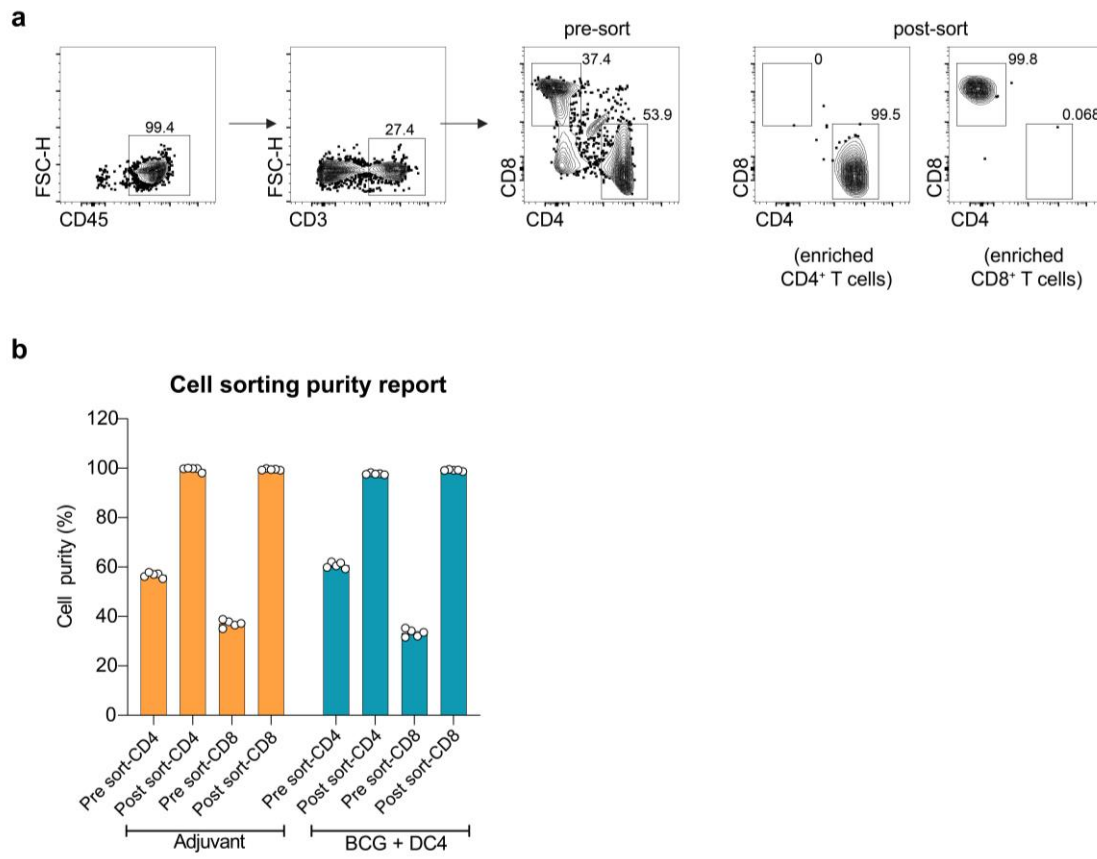 a
pre-sort
post-sort
FSC-H
99.4
CD45
FSC-H
27.4
CD3
CD8
37.4
53.9
CD4
CD8
0
99.5
CD4
(enriched
CD4⁺ T cells)
CD8
99.8
0.068
CD4
(enriched
CD8⁺ T cells)
b
Cell sorting purity report
Cell purity (%)
120
100
80
60
40
20
0
Pre sort-CD4
Post sort-CD4
Pre sort-CD8
Post sort-CD8
Pre sort-CD4
Post sort-CD4
Pre sort-CD8
Post sort-CD8
Adjuvant
BCG + DC4